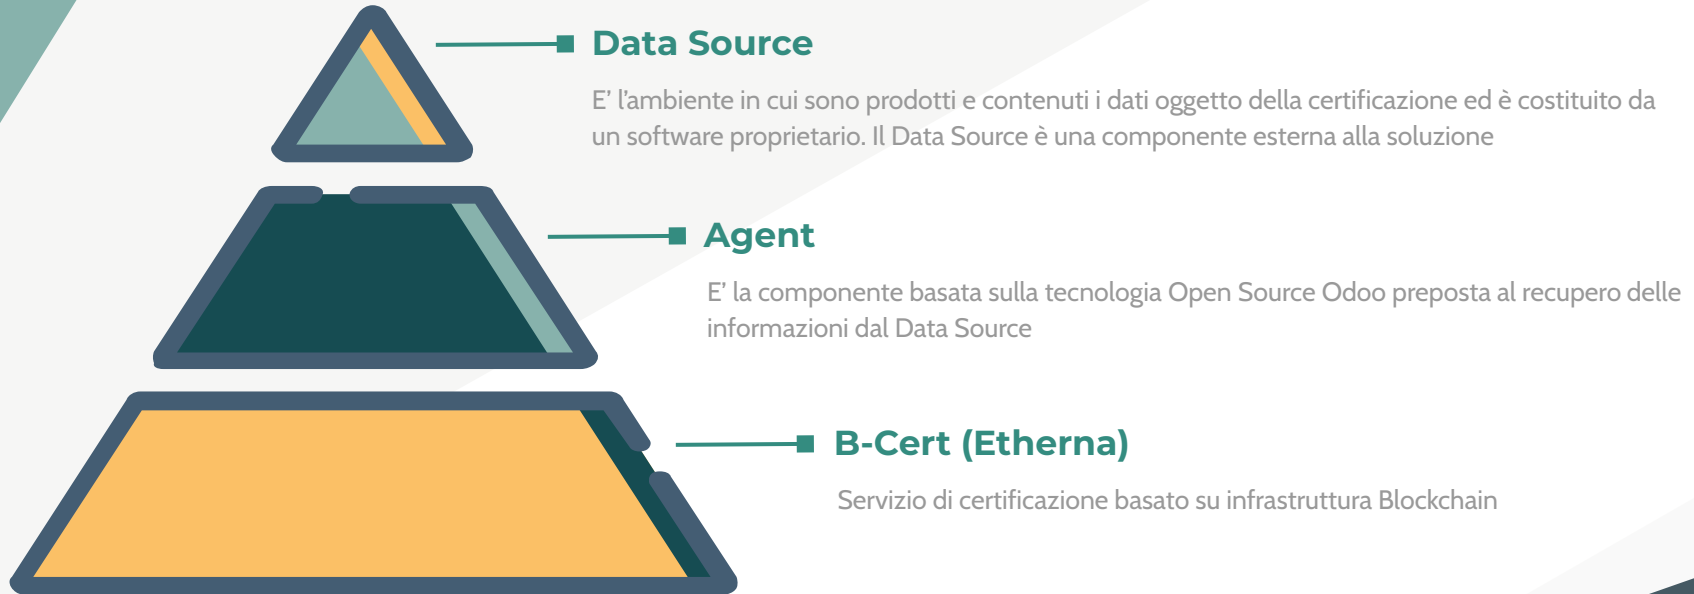 Data Source
E’ l’ambiente in cui sono prodotti e contenuti i dati oggetto della certificazione ed è costituito da
un software proprietario. Il Data Source è una componente esterna alla soluzione
Agent
E’ la componente basata sulla tecnologia Open Source Odoo preposta al recupero delle
informazioni dal Data Source
B-Cert (Etherna)
Servizio di certificazione basato su infrastruttura Blockchain